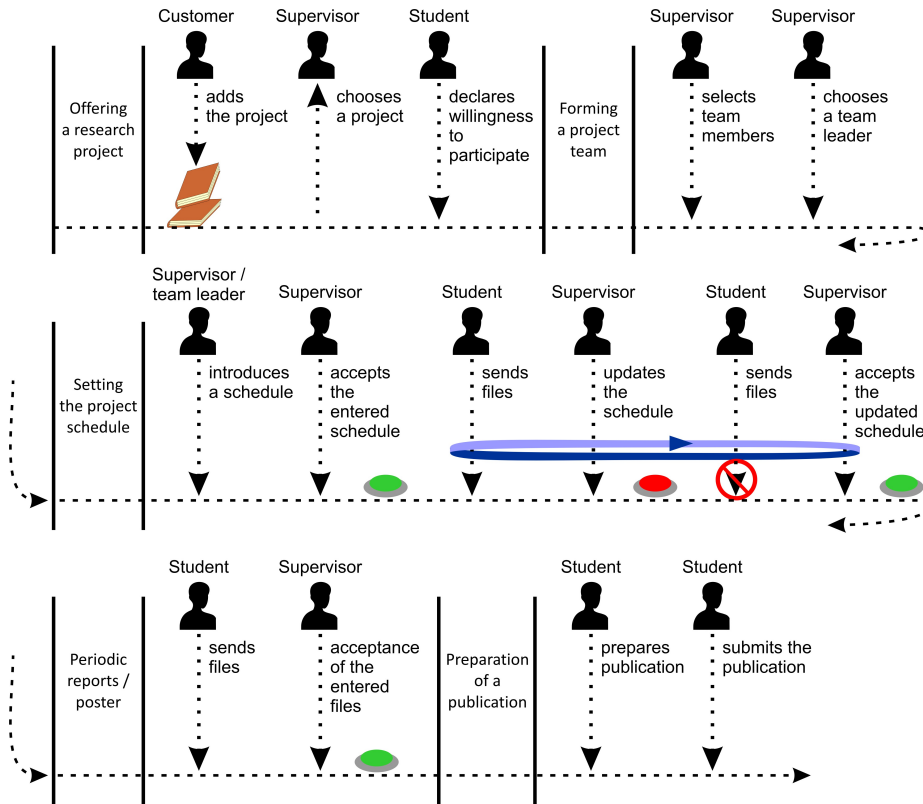 Customer
Supervisor
Student
Supervisor
Supervisor
Offering
a research
project
adds
the project
chooses
a project
declares
willingness
to
participate
Forming
a project
team
selects
team
members
chooses
a team
leader
Supervisor /
team leader
Supervisor
Student
Supervisor
Student
Supervisor
Setting
the project
schedule
introduces
a schedule
accepts
the
entered
schedule
sends
files
updates
the
schedule
sends
files
accepts
the
updated
schedule
Student
Supervisor
Student
Student
Periodic
reports /
poster
sends
files
acceptance
of the
entered
files
Preparation
of a
publication
prepares
publication
submits the
publication